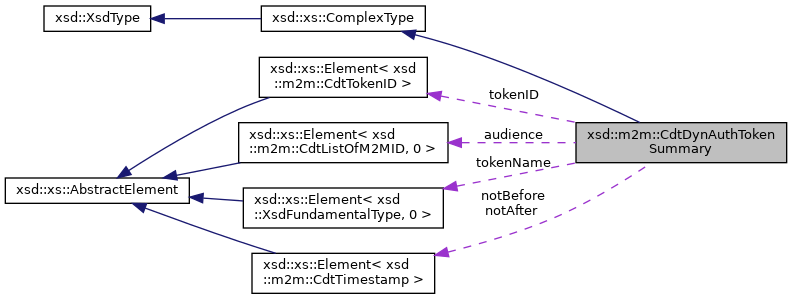 xsd::XsdType
xsd::xs::ComplexType
xsd::xs::Element< xsd
::m2m::CdtTokenID >
tokenID
xsd::xs::Element< xsd
::m2m::CdtListOfM2MID, 0 >
audience
xsd::m2m::CdtDynAuthToken
Summary
tokenName
xsd::xs::AbstractElement
xsd::xs::Element< xsd
::XsdFundamentalType, 0 >
notBefore
notAfter
xsd::xs::Element< xsd
::m2m::CdtTimestamp >